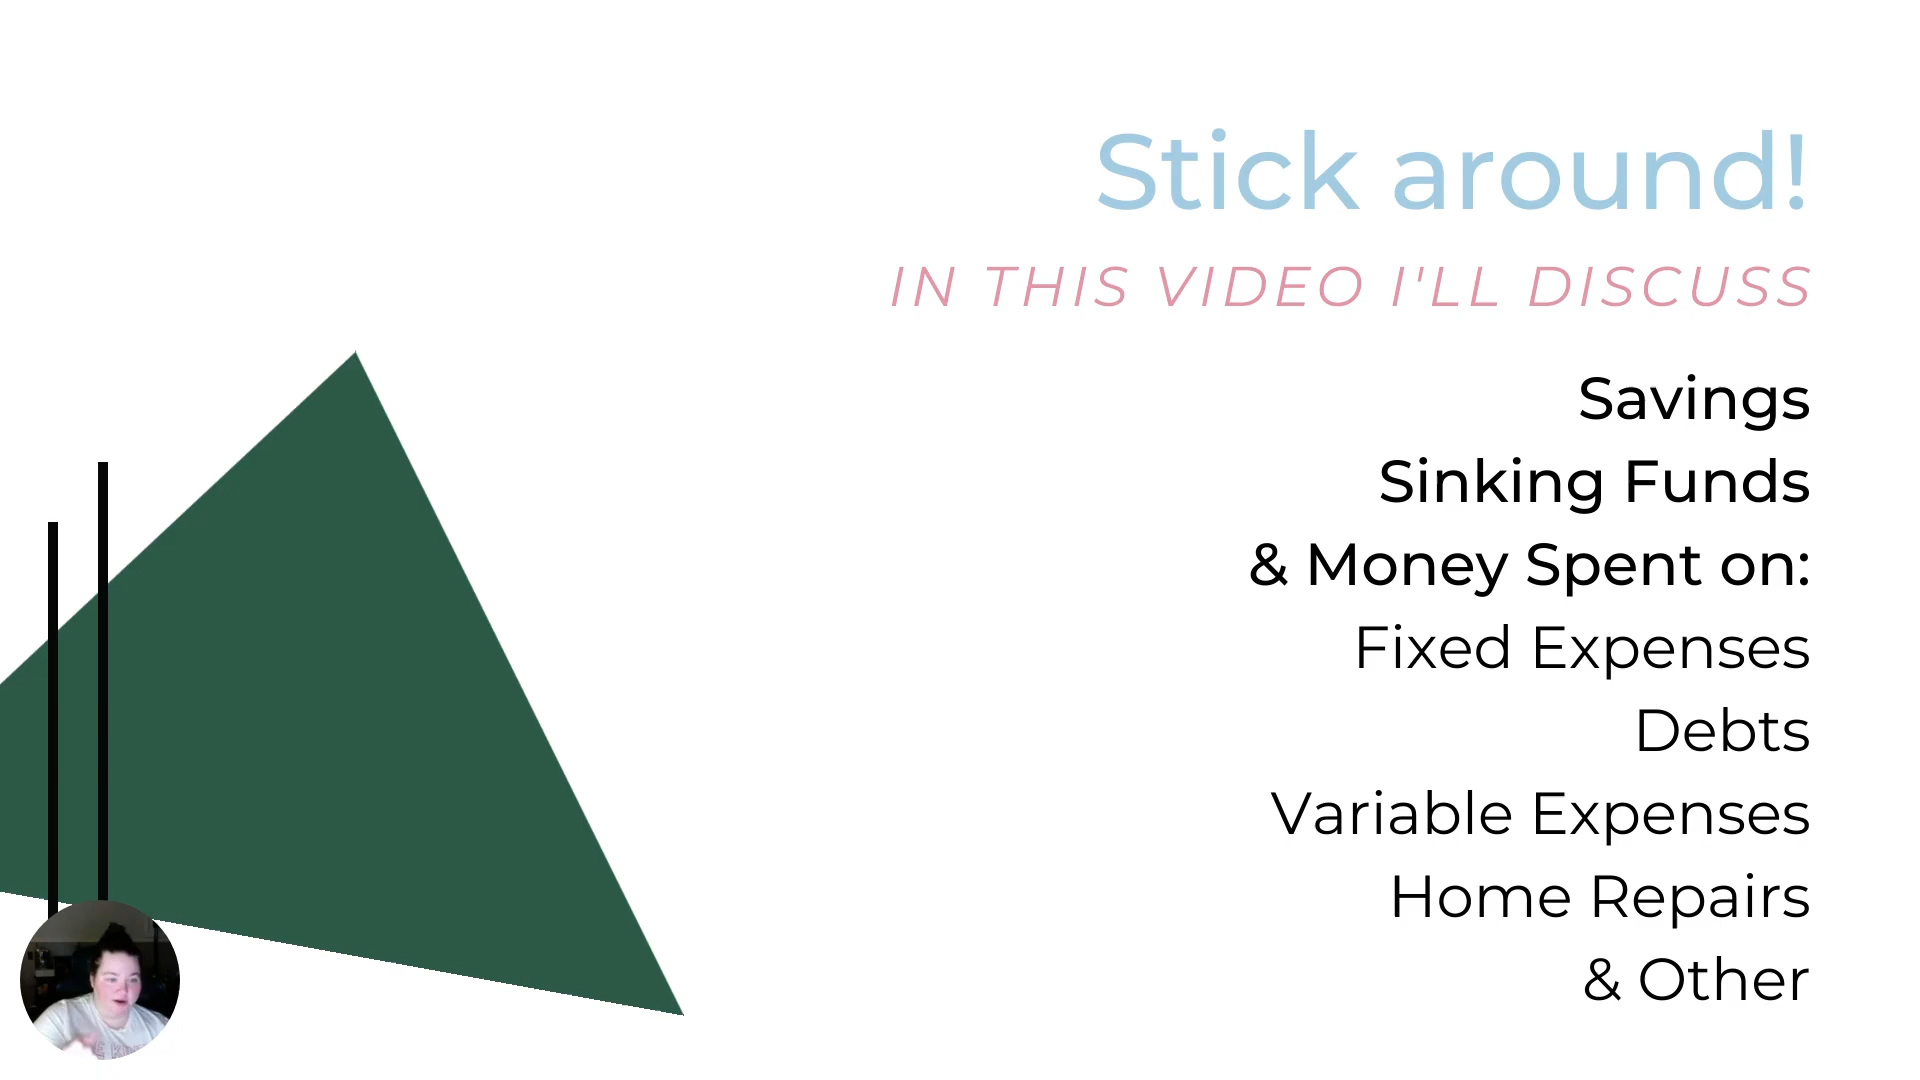 Stick around!
IN THIS VIDEO I'LL DISCUSS
Savings
Sinking Funds
& Money Spent on:
Fixed Expenses
Debts
Variable Expenses
Home Repairs
& Other